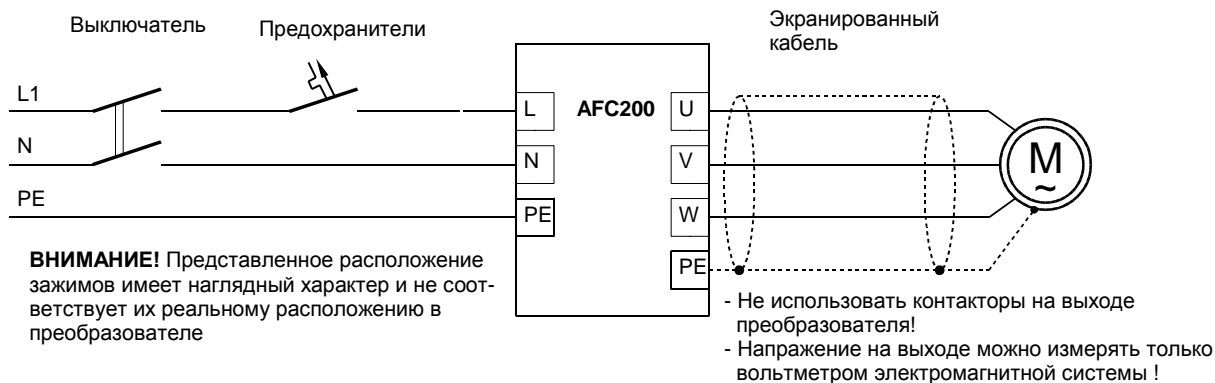 Выключатель
Предохранители
Экранированный
кабель
L1
L
AFC200
U
N
N
V
M
~
PE
PE
W
PE
ВНИМАНИЕ! Представленное расположение
зажимов имеет наглядный характер и не соот-
ветствует их реальному расположению в
преобразователе
- Не использовать контакторы на выходе
преобразователя!
- Напражение на выходе можно измерять только
вольтметром электромагнитной системы !